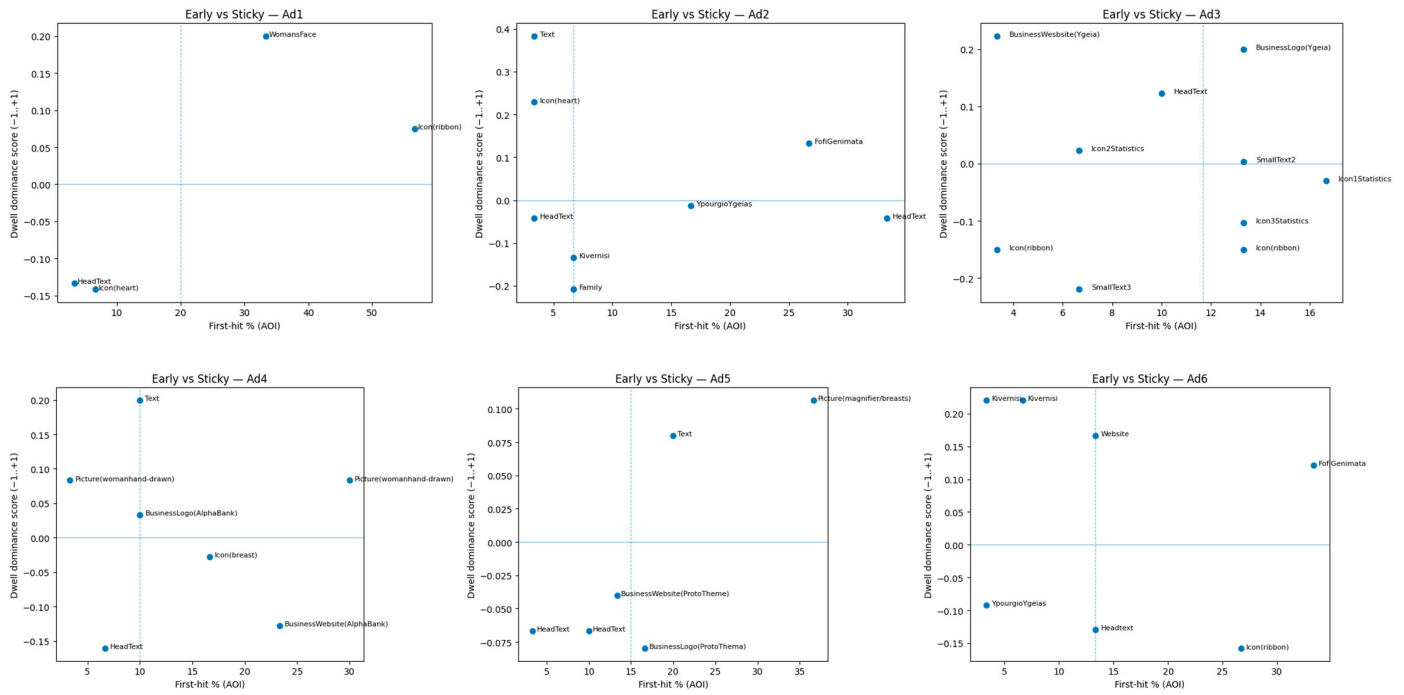 Early vs Sticky — Ad1
Dwell dominance score (−1..+1)
0.20
0.15
0.10
0.05
0.00
−0.05
−0.10
−0.15
WomansFace
Icon(ribbon)
HeadText
Icon(heart)
10
20
30
40
50
First-hit % (AOI)
Early vs Sticky — Ad2
Dwell dominance score (−1..+1)
0.4
0.3
0.2
0.1
0.0
−0.1
−0.2
Text
Icon(heart)
FofiGenimata
YpourgioYgeias
HeadText
HeadText
Kivernisi
Family
5
10
15
20
25
30
First-hit % (AOI)
Early vs Sticky — Ad3
Dwell dominance score (−1..+1)
0.2
0.1
0.0
−0.1
−0.2
BusinessWesbsite(Ygeia)
BusinessLogo(Ygeia)
HeadText
Icon2Statistics
SmallText2
Icon1Statistics
Icon3Statistics
Icon(ribbon)
Icon(ribbon)
SmallText3
4
6
8
10
12
14
16
First-hit % (AOI)
Early vs Sticky — Ad4
Dwell dominance score (−1..+1)
0.20
0.15
0.10
0.05
0.00
−0.05
−0.10
−0.15
Text
Picture(womanhand-drawn)
Picture(womanhand-drawn)
BusinessLogo(AlphaBank)
Icon(breast)
BusinessWebsite(AlphaBank)
HeadText
5
10
15
20
25
30
First-hit % (AOI)
Early vs Sticky — Ad5
Dwell dominance score (−1..+1)
0.100
0.075
0.050
0.025
0.000
−0.025
−0.050
−0.075
Picture(magnifier/breasts)
Text
BusinessWebsite(ProtoTheme)
HeadText
HeadText
BusinessLogo(ProtoThema)
5
10
15
20
25
30
35
First-hit % (AOI)
Early vs Sticky — Ad6
Dwell dominance score (−1..+1)
0.20
0.15
0.10
0.05
0.00
−0.05
−0.10
−0.15
Kivernisi
Kivernisi
Website
FofiGenimata
YpourgioYgeias
Headtext
Icon(ribbon)
5
10
15
20
25
30
First-hit % (AOI)